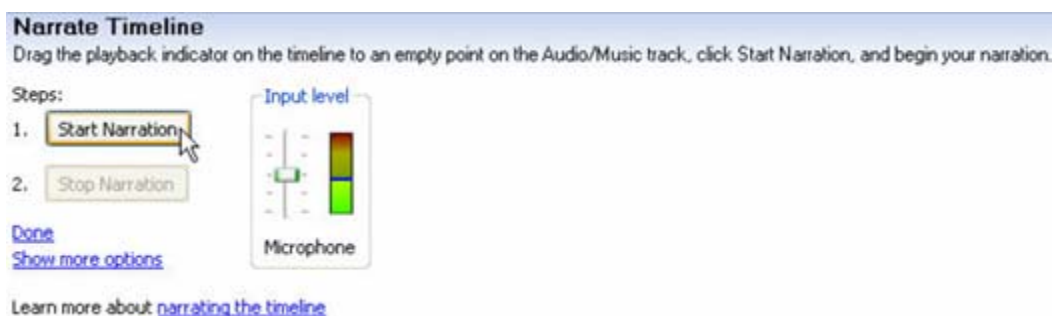 Narrate Timeline
Drag the playback indicator on the timeline to an empty point on the Audio/Music track, click Start Narration, and begin your narration.
Steps:
Input level
1. Start Narration
2. Stop Narration
Done
Microphone
Show more options
Learn more about narrating the timeline